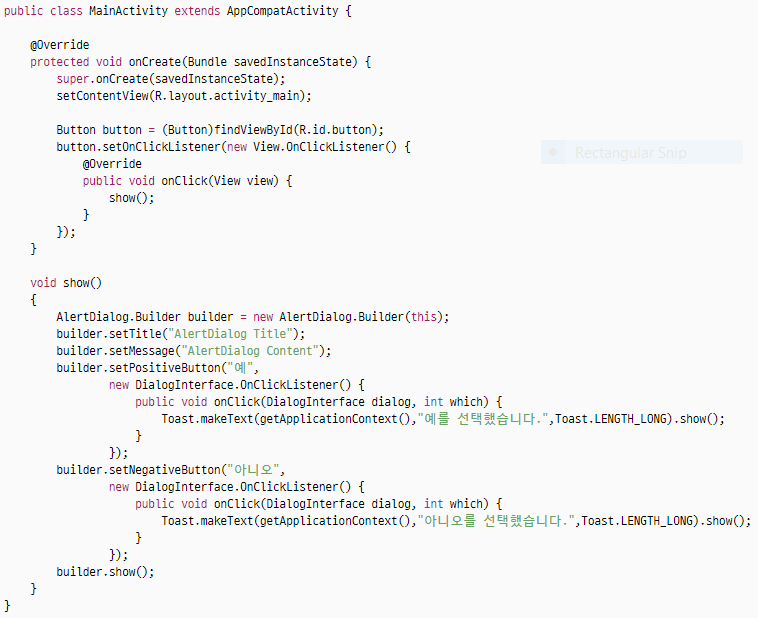 public class MainActivity extends AppCompatActivity {
@Override
protected void onCreate(Bundle savedInstanceState) {
super.onCreate(savedInstanceState);
setContentView(R.layout.activity_main);
Button button = (Button)findViewById(R.id.button);
button.setOnClickListener(new View.OnClickListener() {
Rectangular Snip
@Override
public void onClick(View view) {
show();
}
});
}
void show()
{
AlertDialog.Builder builder = new AlertDialog.Builder(this);
builder.setTitle("AlertDialog Title");
builder.setMessage("AlertDialog Content");
builder.setPositiveButton("예",
new DialogInterface.OnClickListener() {
public void onClick(DialogInterface dialog, int which) {
Toast.makeText(getApplicationContext(),"예를 선택했습니다.",Toast.LENGTH_LONG).show();
}
});
builder.setNegativeButton("아니오",
new DialogInterface.OnClickListener() {
public void onClick(DialogInterface dialog, int which) {
Toast.makeText(getApplicationContext(),"아니오를 선택했습니다.",Toast.LENGTH_LONG).show();
}
});
builder.show();
}
}